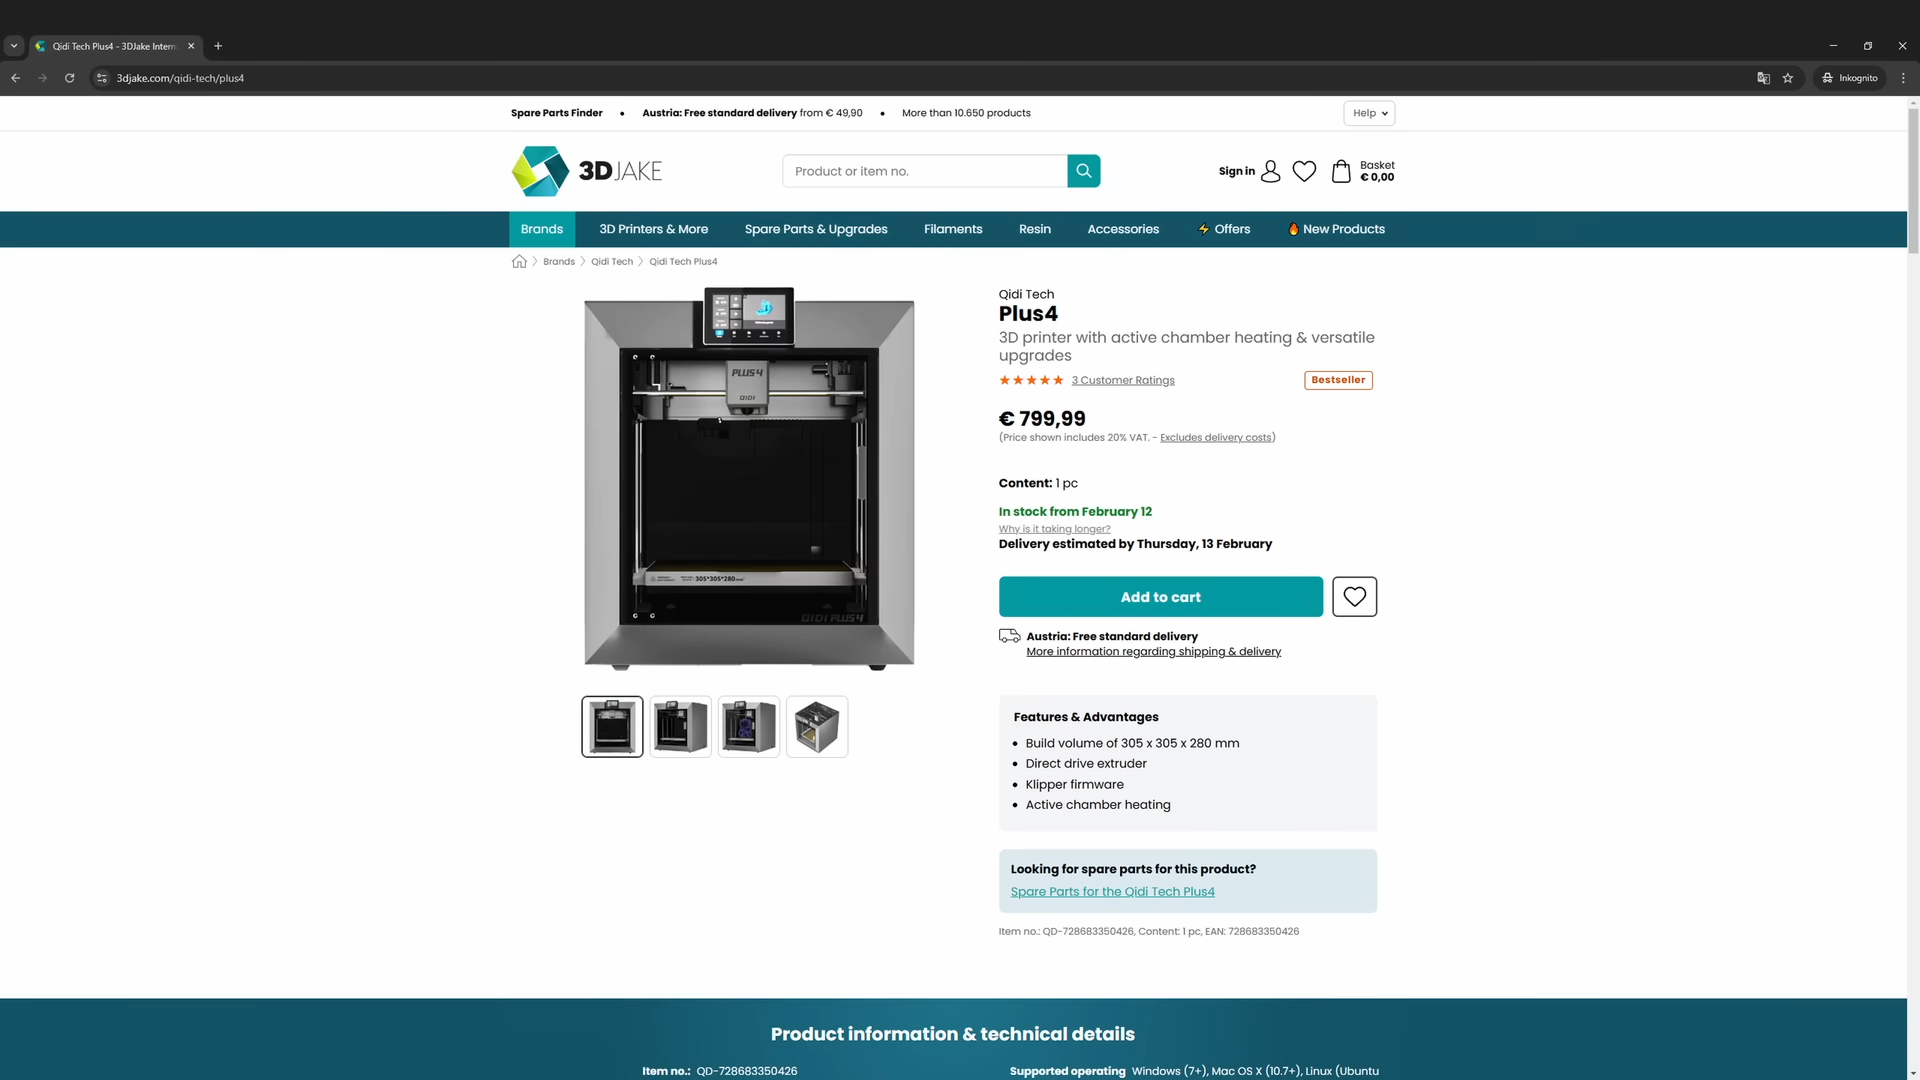 Qidi Tech Plus4 - 3DJake Intern
3djake.com/qidi-tech/plus4
Inkognito
Spare Parts Finder • Austria: Free standard delivery from € 49,90 • More than 10.650 products
Help
3DJAKE
Product or item no.
Sign in
Basket
€ 0,00
Brands 3D Printers & More Spare Parts & Upgrades Filaments Resin Accessories Offers New Products
Brands Qidi Tech Qidi Tech Plus4
Qidi Tech
Plus4
3D printer with active chamber heating & versatile
upgrades
3 Customer Ratings
Bestseller
€ 799,99
(Price shown includes 20% VAT. - Excludes delivery costs)
Content: 1 pc
In stock from February 12
Why is it taking longer?
Delivery estimated by Thursday, 13 February
Add to cart
Austria: Free standard delivery
More information regarding shipping & delivery
PLUS4
QIDI
305*305*280
QIDI PLUS4
Features & Advantages
• Build volume of 305 x 305 x 280 mm
• Direct drive extruder
• Klipper firmware
• Active chamber heating
Looking for spare parts for this product?
Spare Parts for the Qidi Tech Plus4
Item no.: QD-728683350426, Content: 1 pc, EAN: 728683350426
Product information & technical details
Item no.: QD-728683350426
Supported operating Windows (7+), Mac OS X (10.7+), Linux (Ubuntu